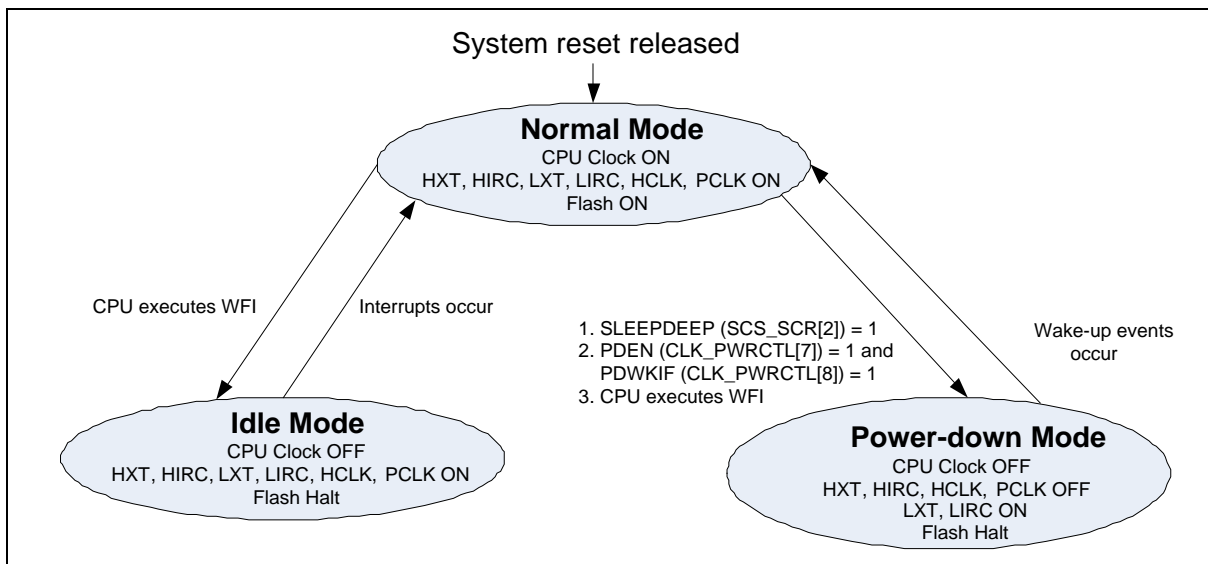 System reset released
Normal Mode
CPU Clock ON
HXT, HIRC, LXT, LIRC, HCLK, PCLK ON
Flash ON
CPU executes WFI
Interrupts occur
1. SLEEPDEEP (SCS_SCR[2]) = 1
2. PDEN (CLK_PWRCTL[7]) = 1 and
PDWKIF (CLK_PWRCTL[8]) = 1
3. CPU executes WFI
Wake-up events
occur
Idle Mode
CPU Clock OFF
HXT, HIRC, LXT, LIRC, HCLK, PCLK ON
Flash Halt
Power-down Mode
CPU Clock OFF
HXT, HIRC, HCLK, PCLK OFF
LXT, LIRC ON
Flash Halt